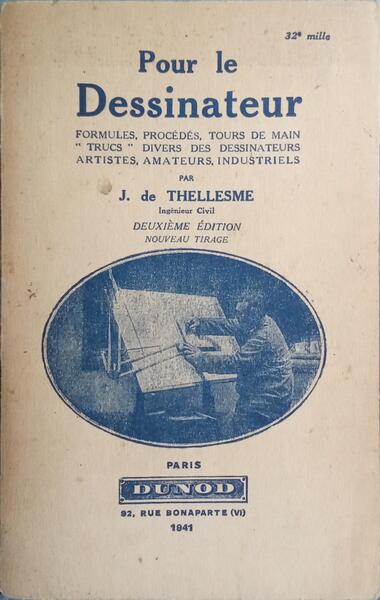 32e mille
Pour le
Dessinateur
FORMULES, PROCÉDÉS, TOURS DE MAIN
" TRUCS " DIVERS DES DESSINATEURS
ARTISTES, AMATEURS, INDUSTRIELS
PAR
J. de THELLESME
Ingénieur Civil
DEUXIÈME ÉDITION
NOUVEAU TIRAGE
PARIS
DUNOD
92, RUE BONAPARTE (VI)
1941